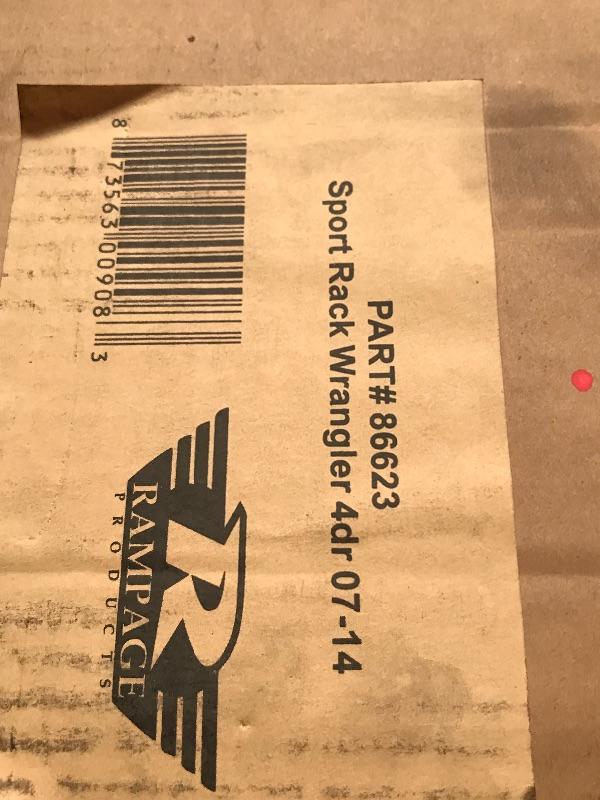 PART# 86623
Sport Rack Wrangler 4dr 07-14
8 73563 00908 3
R
RAMPAGE
PRODUCTS